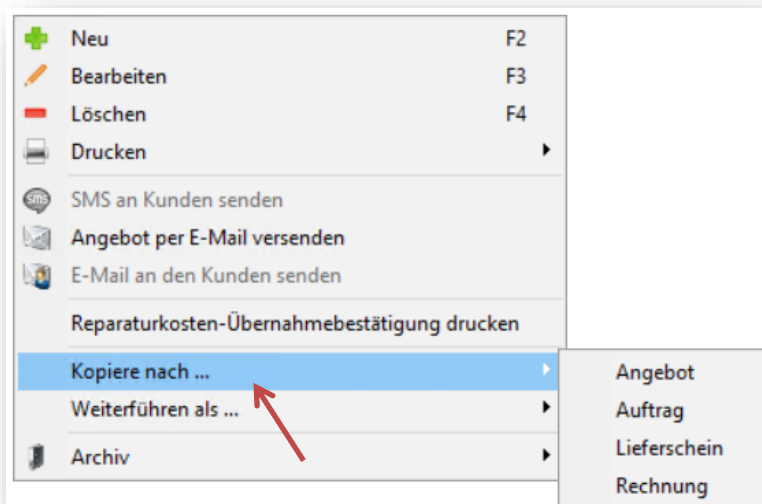 Neu F2
Bearbeiten F3
Löschen F4
Drucken
sms SMS an Kunden senden
Angebot per E-Mail versenden
E-Mail an den Kunden senden
Reparaturkosten-Übernahmebestätigung drucken
Kopiere nach ...
Weiterführen als ...
Archiv
Angebot
Auftrag
Lieferschein
Rechnung